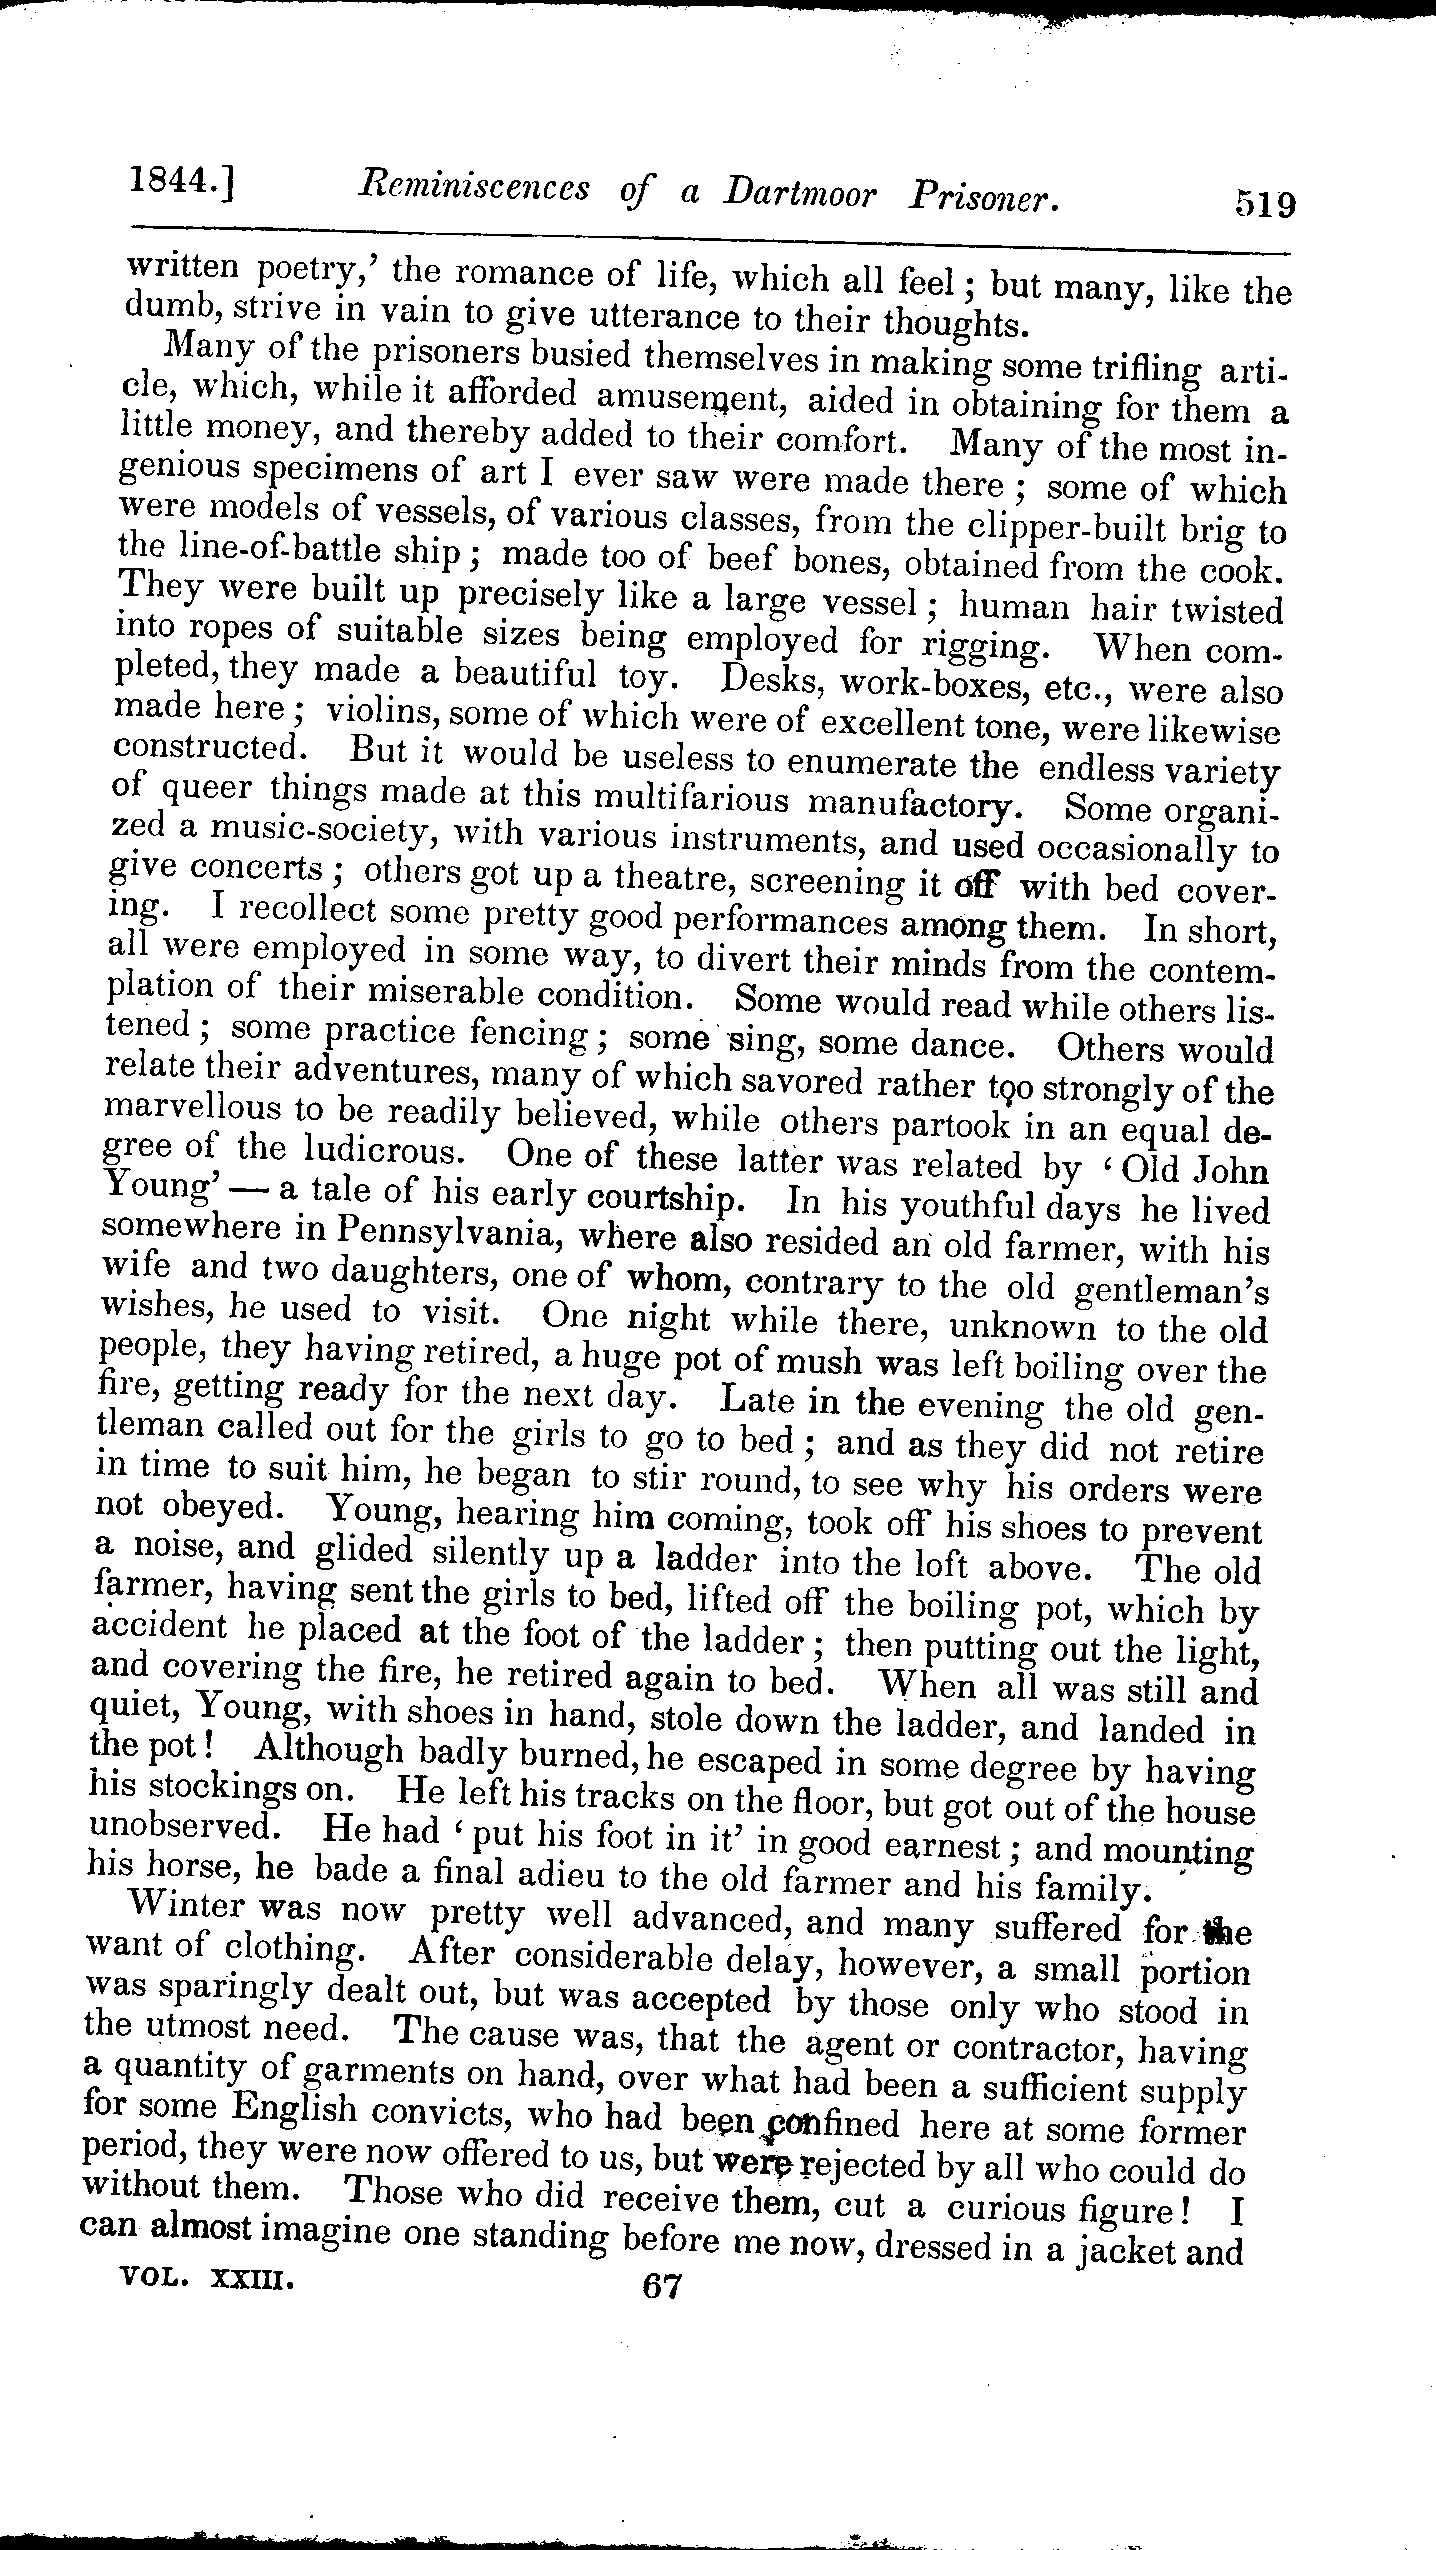 1844.] Reminiscences of a Dartmoor Prisoner. 519
written poetry,’ the romance of life, which all feel ; but many, like the
dumb, strive in vain to give utterance to their thoughts.
Many of the prisoners busied themselves in making some trifling arti-
cle, which, while it afforded amusement, aided in obtaining for them a
little money, and thereby added to their comfort. Many of the most in-
genious specimens of art I ever saw were made there ; some of which
were models of vessels, of various classes, from the clipper-built brig to
the line-of-battle ship ; made too of beef bones, obtained from the cook.
They were built up precisely like a large vessel ; human hair twisted
into ropes of suitable sizes being employed for rigging. When com-
pleted, they made a beautiful toy. Desks, work-boxes, etc., were also
made here ; violins, some of which were of excellent tone, were likewise
constructed. But it would be useless to enumerate the endless variety
of queer things made at this multifarious manufactory. Some organi-
zed a music-society, with various instruments, and used occasionally to
give concerts ; others got up a theatre, screening it off with bed cover-
ing. I recollect some pretty good performances among them. In short,
all were employed in some way, to divert their minds from the contem-
plation of their miserable condition. Some would read while others lis-
tened ; some practice fencing ; some sing, some dance. Others would
relate their adventures, many of which savored rather too strongly of the
marvellous to be readily believed, while others partook in an equal de-
gree of the ludicrous. One of these latter was related by ‘ Old John
Young’ — a tale of his early courtship. In his youthful days he lived
somewhere in Pennsylvania, where also resided an old farmer, with his
wife and two daughters, one of whom, contrary to the old gentleman’s
wishes, he used to visit. One night while there, unknown to the old
people, they having retired, a huge pot of mush was left boiling over the
fire, getting ready for the next day. Late in the evening the old gen-
tleman called out for the girls to go to bed ; and as they did not retire
in time to suit him, he began to stir round, to see why his orders were
not obeyed. Young, hearing him coming, took off his shoes to prevent
a noise, and glided silently up a ladder into the loft above. The old
farmer, having sent the girls to bed, lifted off the boiling pot, which by
accident he placed at the foot of the ladder ; then putting out the light,
and covering the fire, he retired again to bed. When all was still and
quiet, Young, with shoes in hand, stole down the ladder, and landed in
the pot ! Although badly burned, he escaped in some degree by having
his stockings on. He left his tracks on the floor, but got out of the house
unobserved. He had ‘ put his foot in it’ in good earnest ; and mounting
his horse, he bade a final adieu to the old farmer and his family.
Winter was now pretty well advanced, and many suffered for the
want of clothing. After considerable delay, however, a small portion
was sparingly dealt out, but was accepted by those only who stood in
the utmost need. The cause was, that the agent or contractor, having
a quantity of garments on hand, over what had been a sufficient supply
for some English convicts, who had been confined here at some former
period, they were now offered to us, but were rejected by all who could do
without them. Those who did receive them, cut a curious figure ! I
can almost imagine one standing before me now, dressed in a jacket and
VOL. XXIII. 67